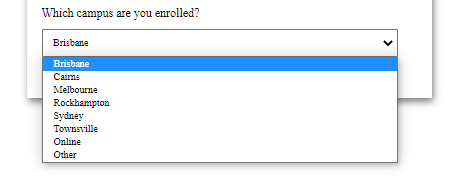 Which campus are you enrolled?
Brisbane
Brisbane
Cairns
Melbourne
Rockhampton
Sydney
Townsville
Online
Other